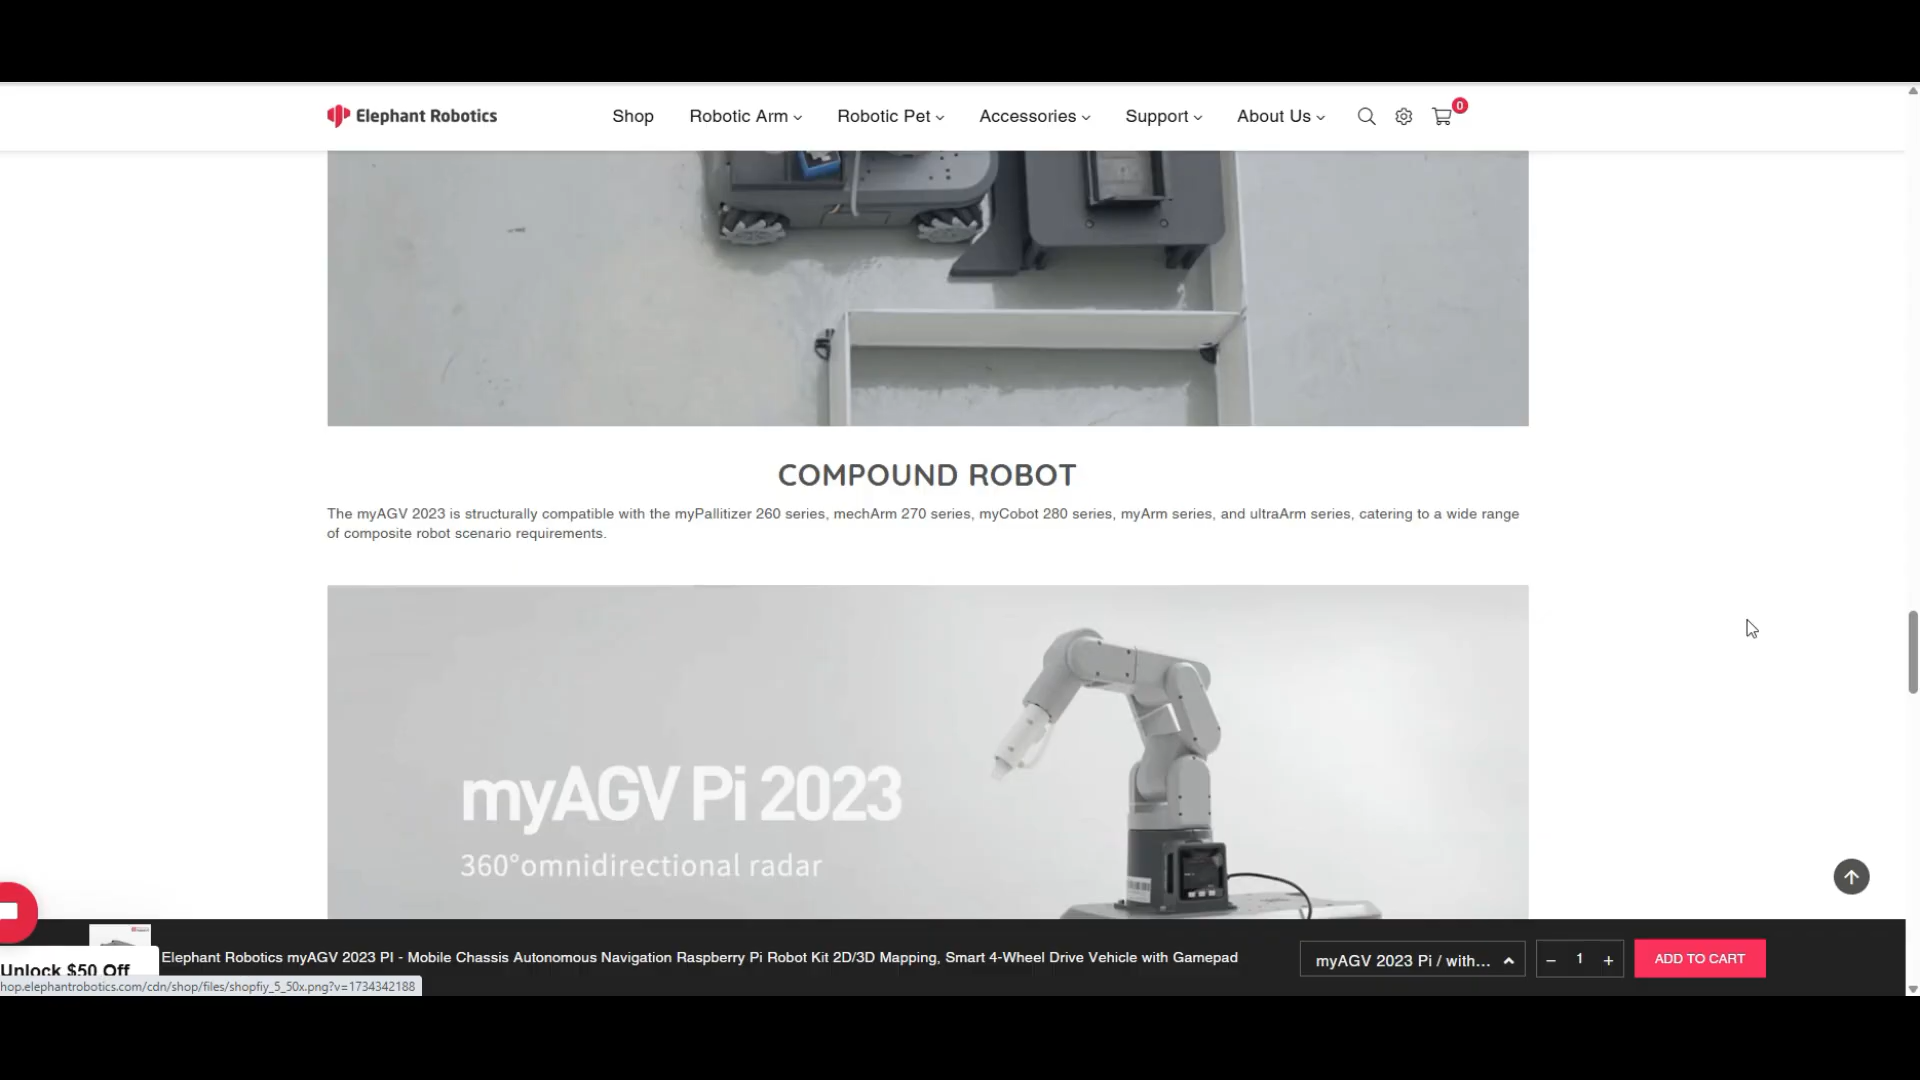 Elephant Robotics
Shop
Robotic Arm
Robotic Pet
Accessories
Support
About Us
0
COMPOUND ROBOT
The myAGV 2023 is structurally compatible with the myPallitizer 260 series, mechArm 270 series, myCobot 280 series, myArm series, and ultraArm series, catering to a wide range
of composite robot scenario requirements.
myAGV Pi 2023
360°omnidirectional radar
Elephant Robotics myAGV 2023 PI - Mobile Chassis Autonomous Navigation Raspberry Pi Robot Kit 2D/3D Mapping, Smart 4-Wheel Drive Vehicle with Gamepad
myAGV 2023 Pi / with...
− 1 +
ADD TO CART
Unlock $50 Off
hop.elephantrobotics.com/cdn/shop/files/shopfiy_5_50x.png?v=1734342188